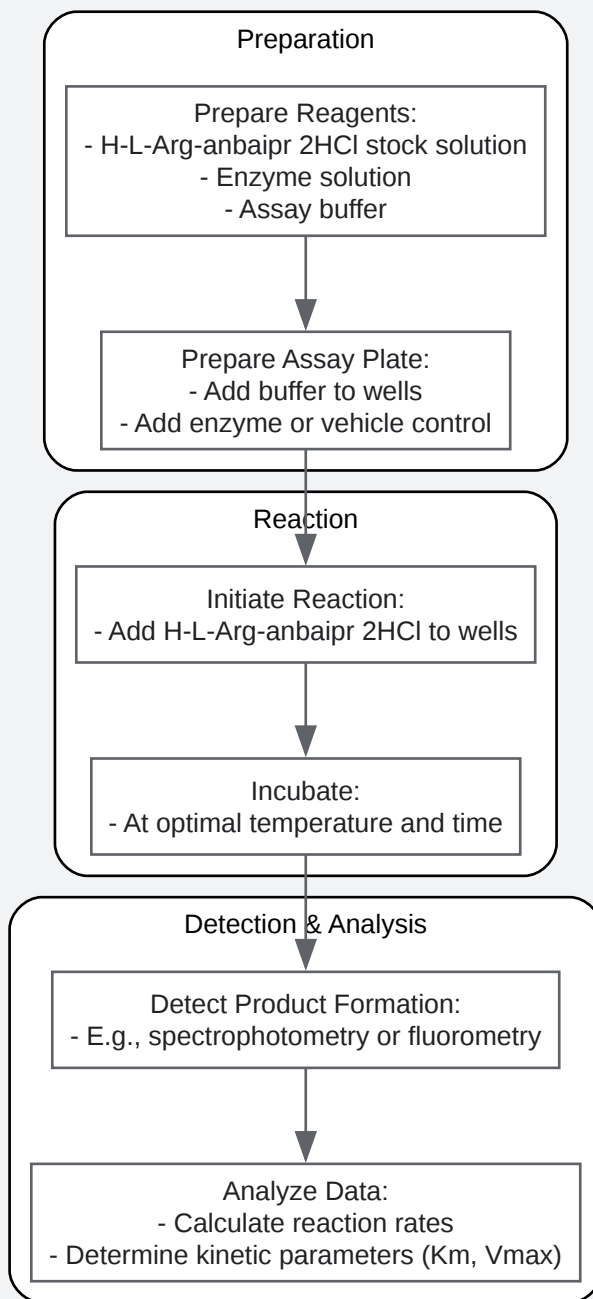 Preparation
Prepare Reagents:
- H-L-Arg-anbaipr 2HCl stock solution
- Enzyme solution
- Assay buffer
Prepare Assay Plate:
- Add buffer to wells
- Add enzyme or vehicle control
Reaction
Initiate Reaction:
- Add H-L-Arg-anbaipr 2HCl to wells
Incubate:
- At optimal temperature and time
Detection & Analysis
Detect Product Formation:
- E.g., spectrophotometry or fluorometry
Analyze Data:
- Calculate reaction rates
- Determine kinetic parameters (Km, Vmax)